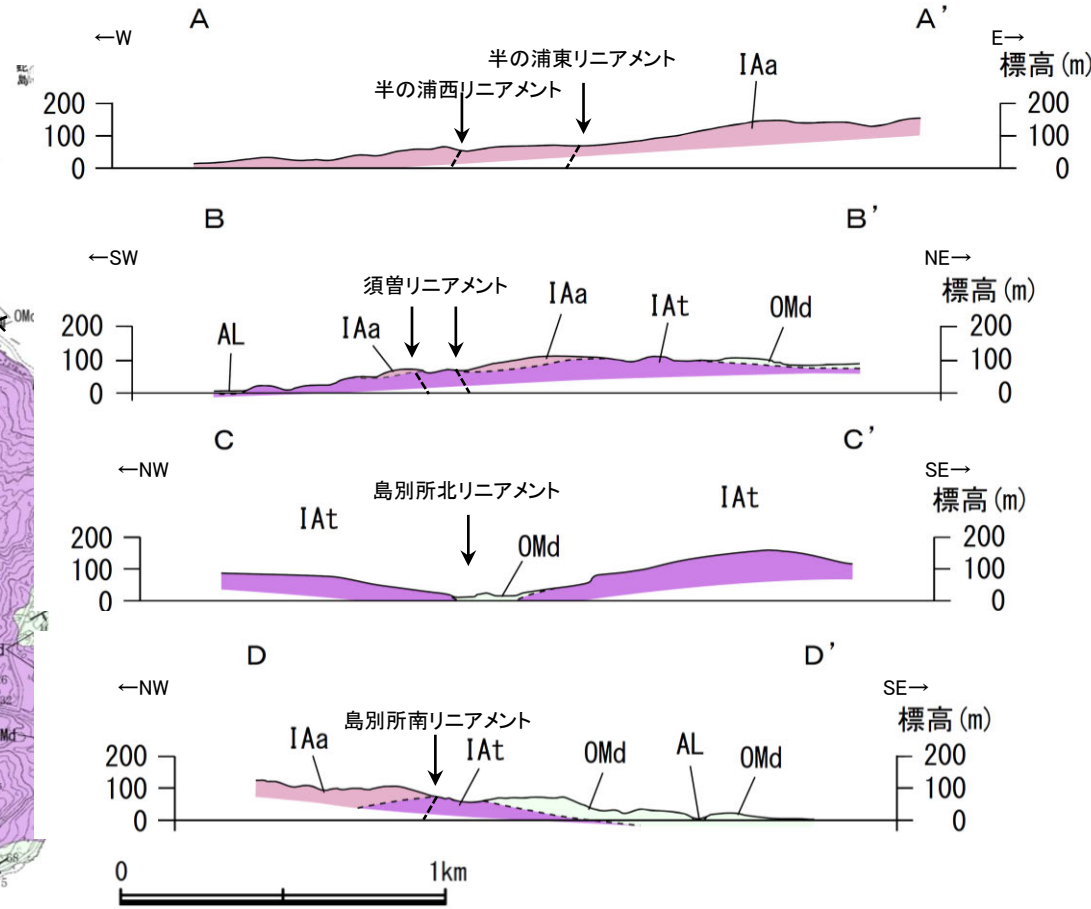 A A’
←W E→
標高(m)
半の浦東リニアメント
半の浦西リニアメント
IAa
200 200
100 100
0 0
B B’
←SW NE→
標高(m)
須曽リニアメント
AL IAa IAa IAt OMd
200 200
100 100
0 0
C C’
←NW SE→
標高(m)
島別所北リニアメント
IAt IAt
OMd
200 200
100 100
0 0
D D’
←NW SE→
標高(m)
島別所南リニアメント
IAa IAt OMd AL OMd
200 200
100 100
0 0
0 1km